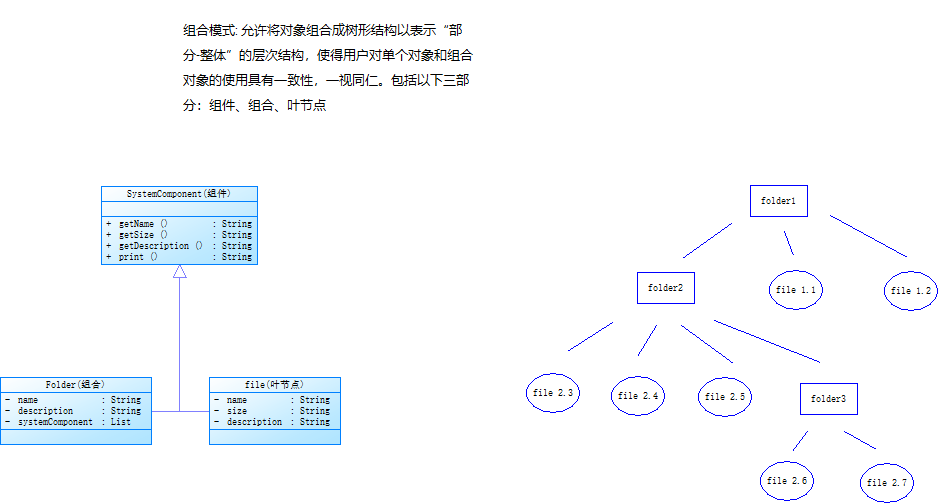 组合模式: 允许将对象组合成树形结构以表示“部
分-整体”的层次结构，使得用户对单个对象和组合
对象的使用具有一致性，一视同仁。包括以下三部
分：组件、组合、叶节点
SystemComponent(组件)
+ getName () : String
+ getSize () : String
+ getDescription () : String
+ print () : String
Folder(组合)
- name : String
- description : String
- systemComponent : List
file(叶节点)
- name : String
- size : String
- description : String
folder1
folder2
file 1.1
file 1.2
file 2.3
file 2.4
file 2.5
folder3
file 2.6
file 2.7